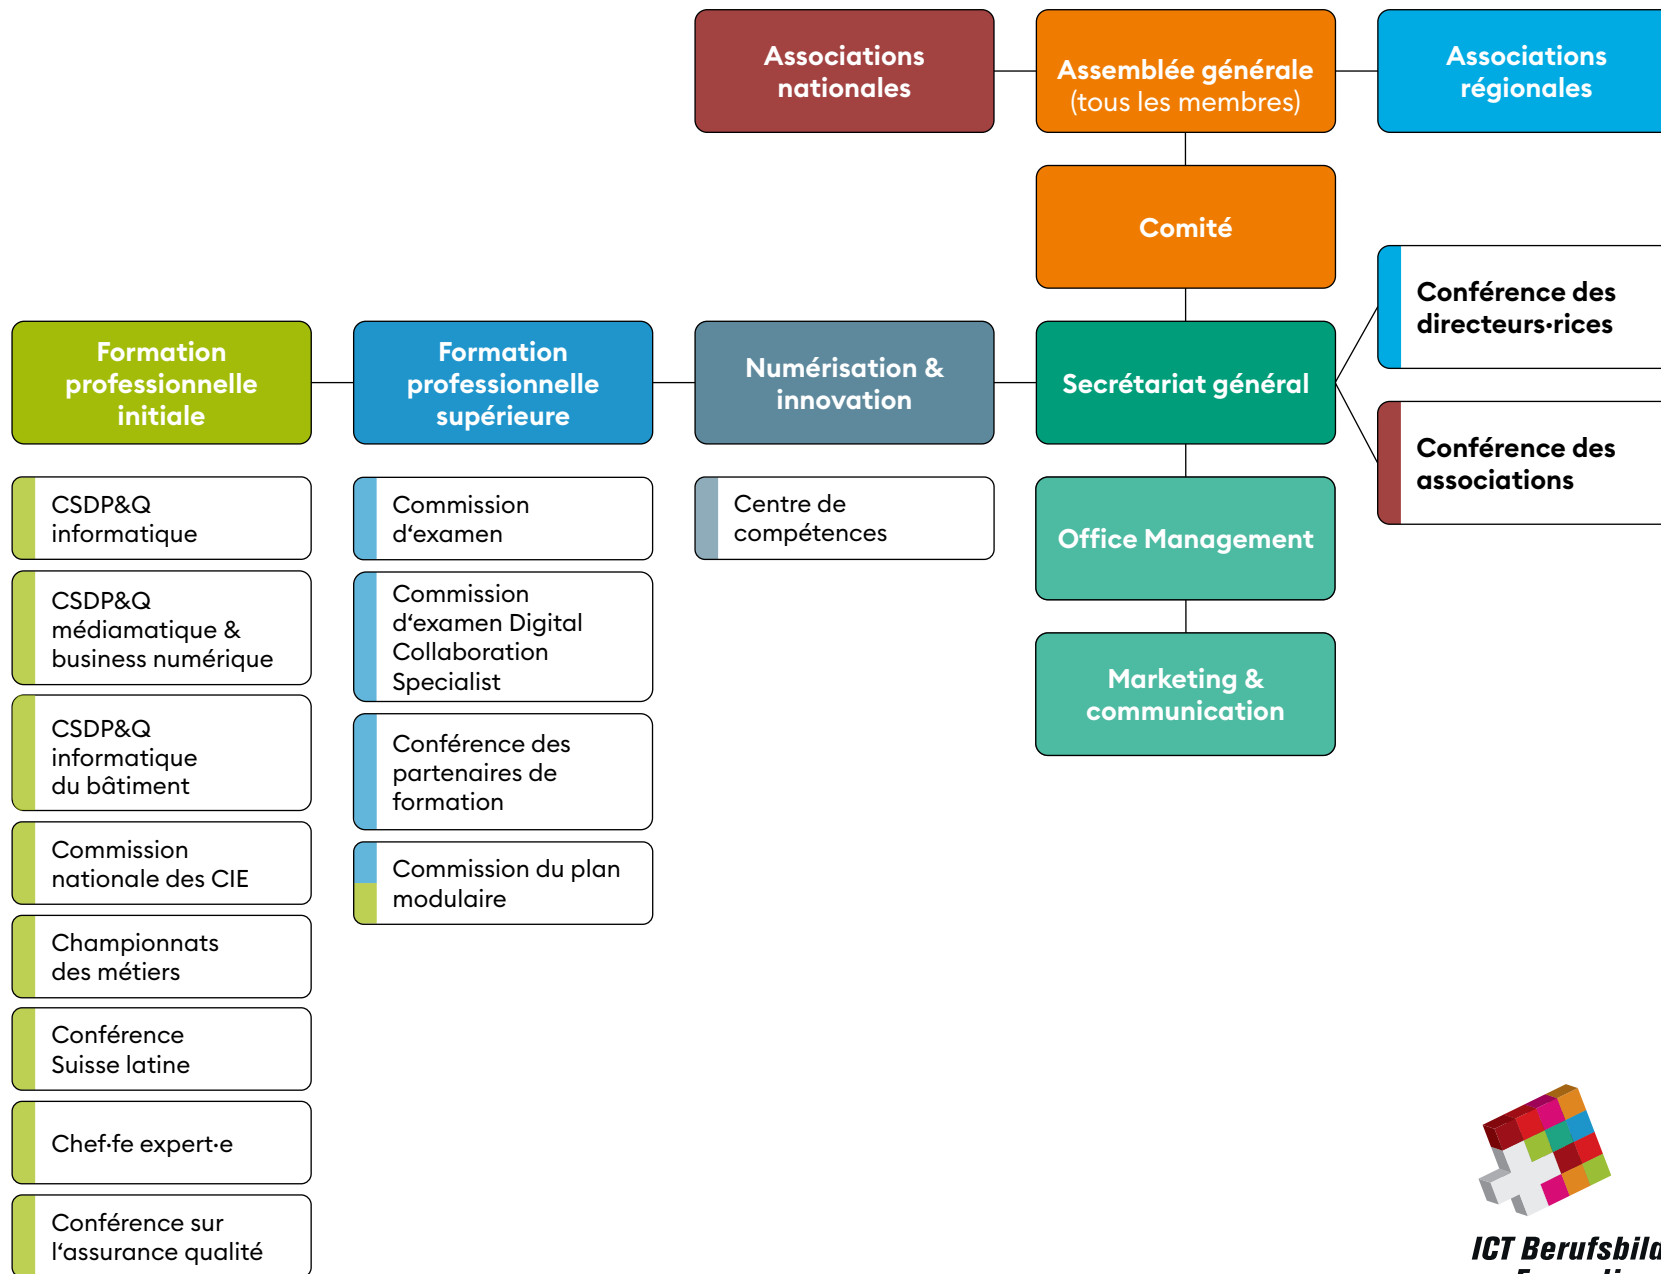 Associations
nationales
Assemblée générale
(tous les membres)
Associations
régionales
Comité
Conférence des
directeurs·rices
Formation
professionnelle
initiale
Formation
professionnelle
supérieure
Numérisation &
innovation
Secrétariat général
Conférence des
associations
CSDP&Q
informatique
CSDP&Q
médiamatique &
business numérique
CSDP&Q
informatique
du bâtiment
Commission
nationale des CIE
Championnats
des métiers
Conférence
Suisse latine
Chef·fe expert·e
Conférence sur
l‘assurance qualité
Commission
d‘examen
Commission
d‘examen Digital
Collaboration
Specialist
Conférence des
partenaires de
formation
Commission du plan
modulaire
Centre de
compétences
Office Management
Marketing &
communication
ICT Berufsbild